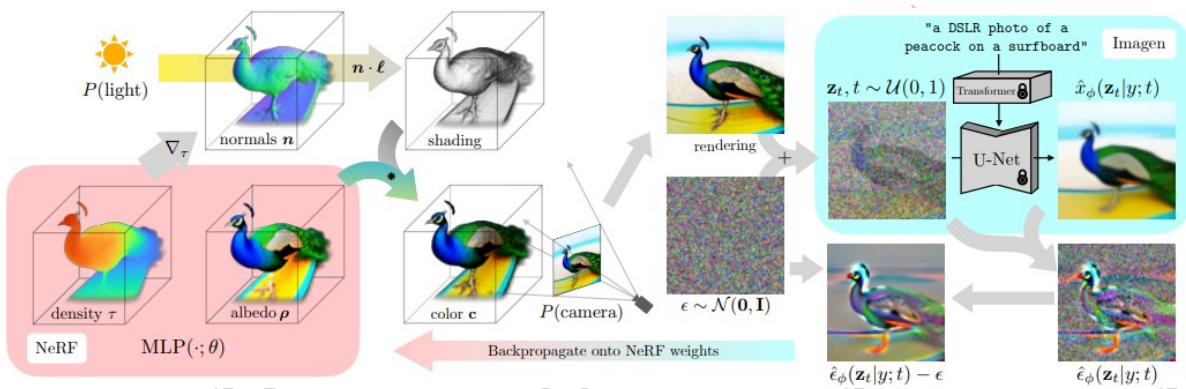 "a DSLR photo of a
peacock on a surfboard"
Imagen
P(light)
n · ℓ
z_t, t ∼ U(0, 1)
Transformer
x̂_ϕ(z_t|y; t)
normals n
shading
rendering
∇_τ
+
U-Net
*
density τ
albedo ρ
color c
P(camera)
ϵ ∼ N(0, I)
NeRF
MLP(·; θ)
Backpropagate onto NeRF weights
ϵ̂_ϕ(z_t|y; t) − ϵ
ϵ̂_ϕ(z_t|y; t)